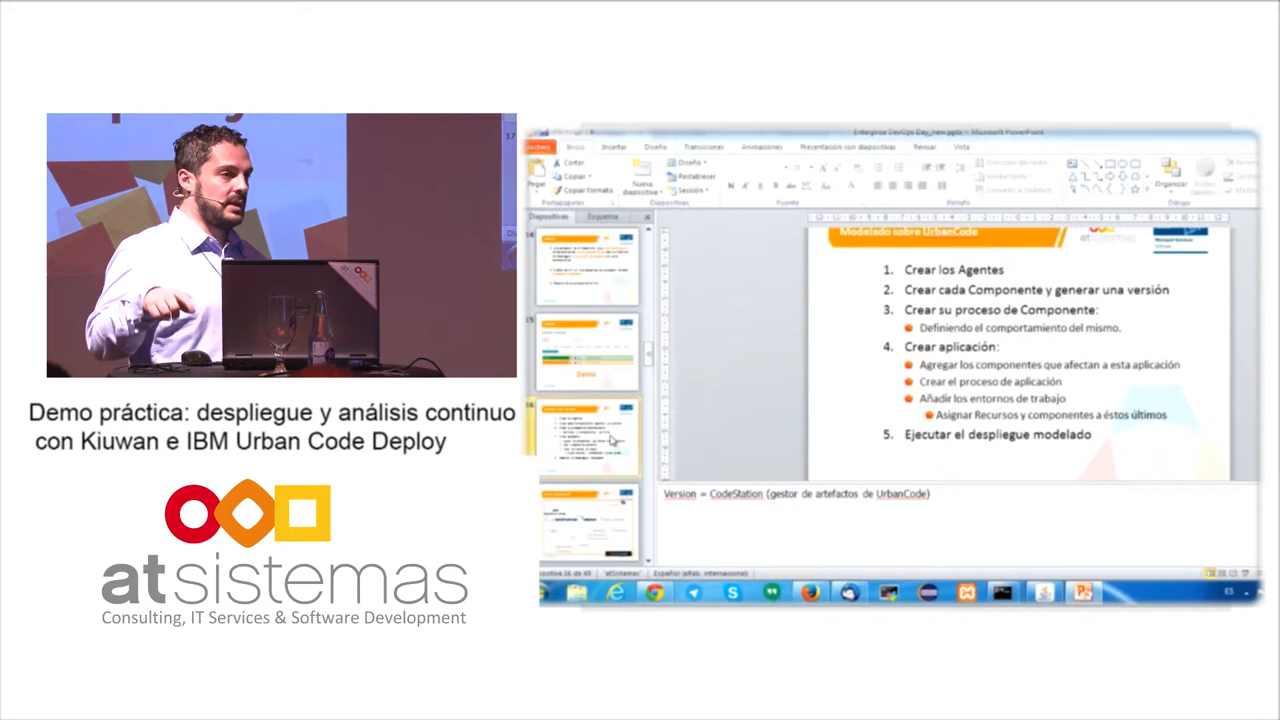 Enterprise DevOps Day_new.pptx - Microsoft PowerPoint
Archivo Inicio Insertar Diseño Transiciones Animaciones Presentación con diapositivas Revisar Vista
Pegar
Cortar
Copiar
Copiar formato
Portapapeles
Nueva
diapositiva
Diseño
Restablecer
Sección
Diapositivas
Fuente
Párrafo
Organizar
Dibujo
Diapositivas Esquema
14
15
Demo
16
Modelado sobre UrbanCode
1. Crear los Agentes
2. Crear cada Componente y generar una versión
3. Crear su proceso de Componente:
Definiendo el comportamiento del mismo.
4. Crear aplicación:
Agregar los componentes que afectan a esta aplicación
Crear el proceso de aplicación
Añadir los entornos de trabajo
Asignar Recursos y componentes a éstos últimos
5. Ejecutar el despliegue modelado
Version = CodeStation (gestor de artefactos de UrbanCode)
"atSistemas" Español (alfab. internacional)
ES
Demo práctica: despliegue y análisis continuo
con Kiuwan e IBM Urban Code Deploy
atsistemas
Consulting, IT Services & Software Development